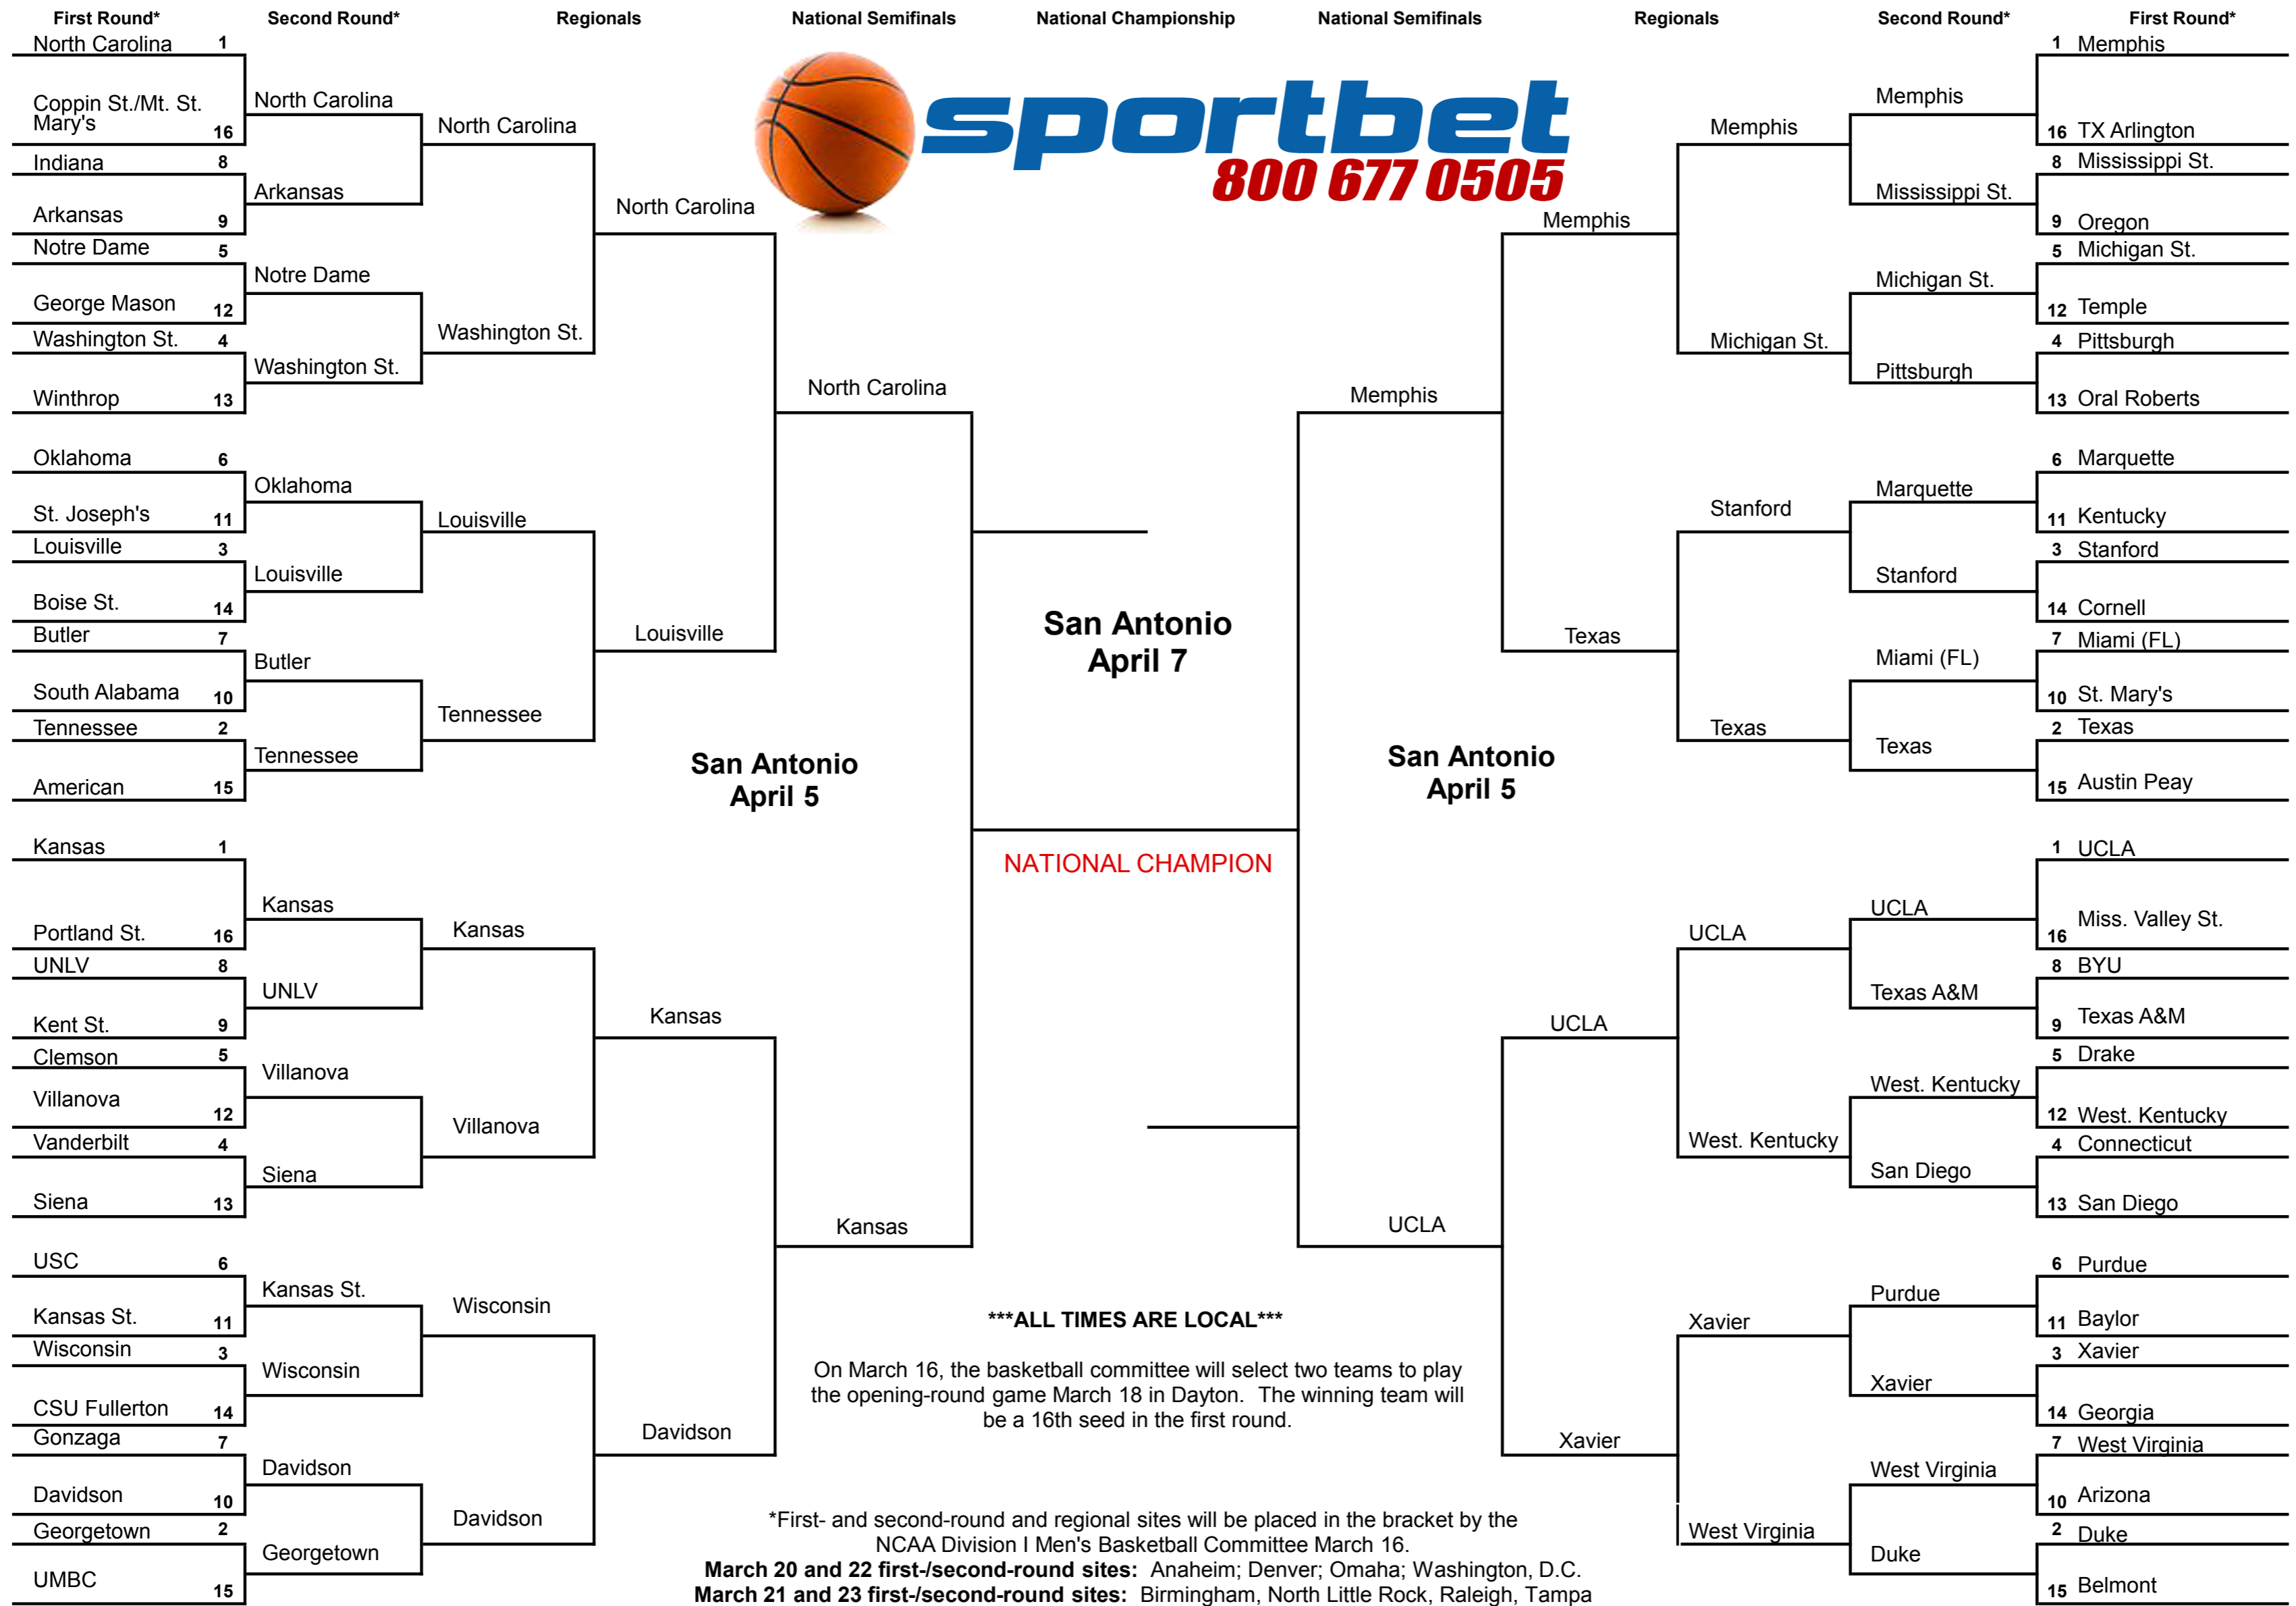 First Round* Second Round* Regionals National Semifinals National Championship National Semifinals Regionals Second Round* First Round*
sportbet
800 677 0505
North Carolina 1
Coppin St./Mt. St.
Mary's 16
Indiana 8
Arkansas 9
Notre Dame 5
George Mason 12
Washington St. 4
Winthrop 13
Oklahoma 6
St. Joseph's 11
Louisville 3
Boise St. 14
Butler 7
South Alabama 10
Tennessee 2
American 15
Kansas 1
Portland St. 16
UNLV 8
Kent St. 9
Clemson 5
Villanova 12
Vanderbilt 4
Siena 13
USC 6
Kansas St. 11
Wisconsin 3
CSU Fullerton 14
Gonzaga 7
Davidson 10
Georgetown 2
UMBC 15
North Carolina
Arkansas
Notre Dame
Washington St.
Oklahoma
Louisville
Butler
Tennessee
Kansas
UNLV
Villanova
Siena
Kansas St.
Wisconsin
Davidson
Georgetown
North Carolina
Washington St.
Louisville
Tennessee
Kansas
Villanova
Wisconsin
Davidson
North Carolina
Louisville
Kansas
Davidson
North Carolina
Kansas
San Antonio
April 5
San Antonio
April 7
NATIONAL CHAMPION
San Antonio
April 5
Memphis
UCLA
Memphis
Texas
UCLA
Xavier
Memphis
Michigan St.
Stanford
Texas
UCLA
West. Kentucky
Xavier
West Virginia
Memphis
Mississippi St.
Michigan St.
Pittsburgh
Marquette
Stanford
Miami (FL)
Texas
UCLA
Texas A&M
West. Kentucky
San Diego
Purdue
Xavier
West Virginia
Duke
1 Memphis
16 TX Arlington
8 Mississippi St.
9 Oregon
5 Michigan St.
12 Temple
4 Pittsburgh
13 Oral Roberts
6 Marquette
11 Kentucky
3 Stanford
14 Cornell
7 Miami (FL)
10 St. Mary's
2 Texas
15 Austin Peay
1 UCLA
16 Miss. Valley St.
8 BYU
9 Texas A&M
5 Drake
12 West. Kentucky
4 Connecticut
13 San Diego
6 Purdue
11 Baylor
3 Xavier
14 Georgia
7 West Virginia
10 Arizona
2 Duke
15 Belmont
***ALL TIMES ARE LOCAL***
On March 16, the basketball committee will select two teams to play
the opening-round game March 18 in Dayton. The winning team will
be a 16th seed in the first round.
*First- and second-round and regional sites will be placed in the bracket by the
NCAA Division I Men's Basketball Committee March 16.
March 20 and 22 first-/second-round sites: Anaheim; Denver; Omaha; Washington, D.C.
March 21 and 23 first-/second-round sites: Birmingham, North Little Rock, Raleigh, Tampa